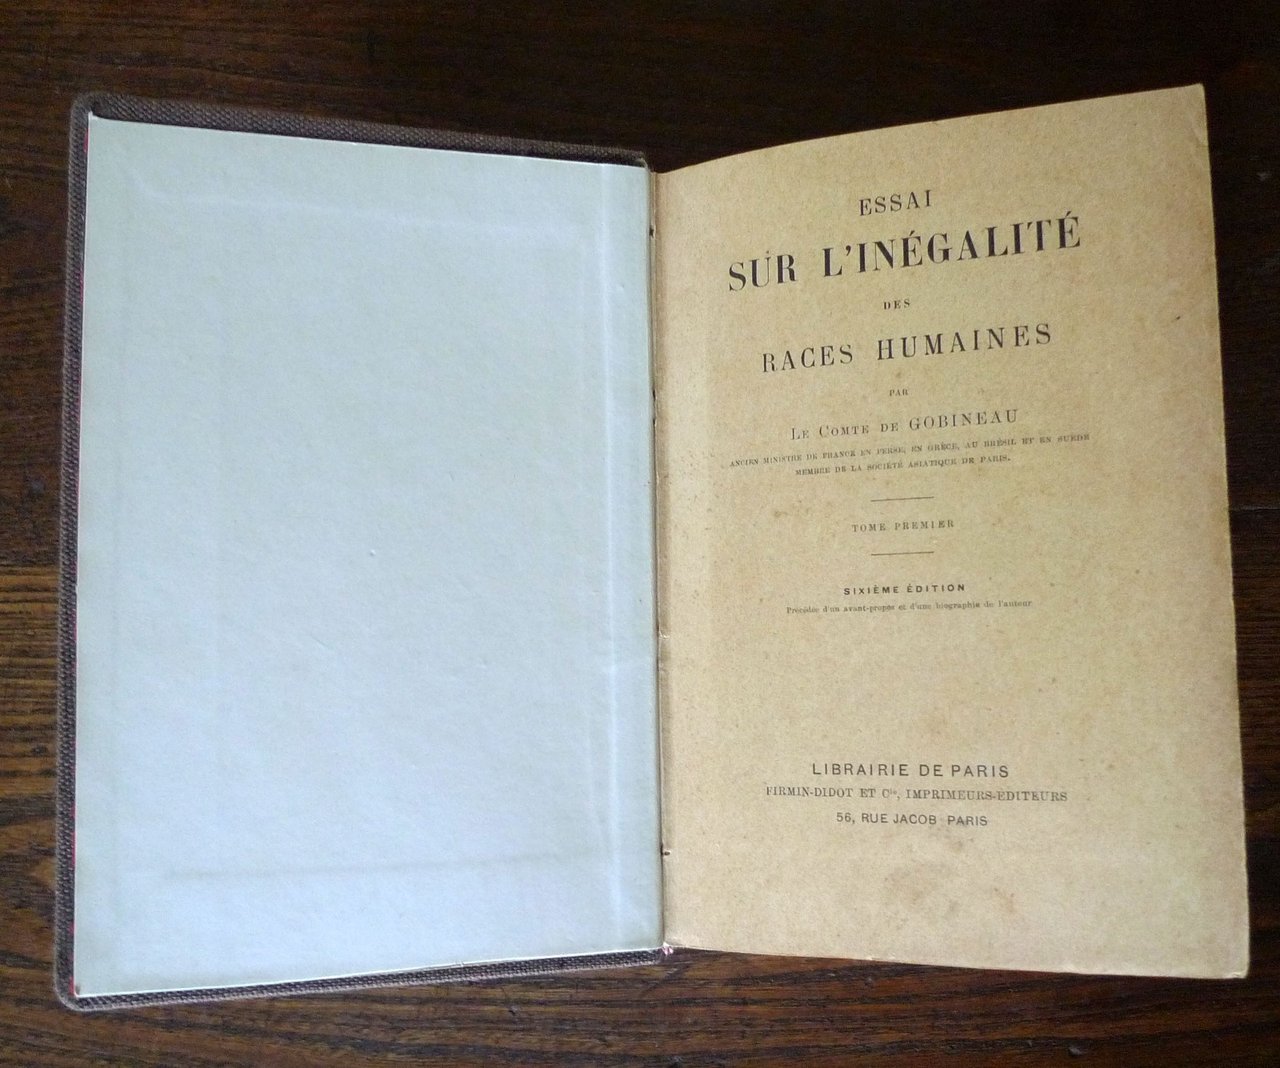 ESSAI
SUR L'INÉGALITÉ
DES
RACES HUMAINES
PAR
LE COMTE DE GOBINEAU
ANCIEN MINISTRE DE FRANCE EN PERSE, EN GRÈCE, AU BRÉSIL ET EN SUÈDE
MEMBRE DE LA SOCIÉTÉ ASIATIQUE DE PARIS.
TOME PREMIER
SIXIÈME ÉDITION
Précédée d'un avant-propos et d'une biographie de l'auteur
LIBRAIRIE DE PARIS
FIRMIN-DIDOT ET Cie, IMPRIMEURS-ÉDITEURS
56, RUE JACOB PARIS